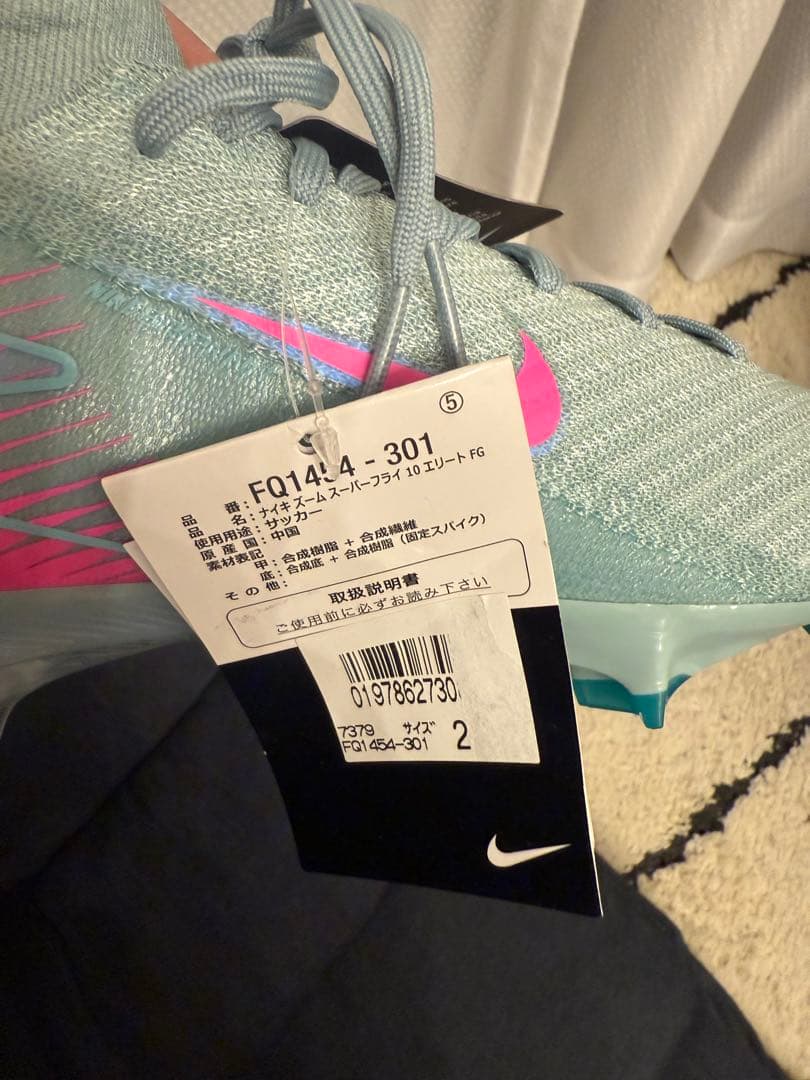 ⑤
FQ1454 - 301
品番：
品名：ナイキ ズーム スーパーフライ 10 エリート FG
使用用途：サッカー
原産国：中国
素材表記
甲：合成樹脂 + 合成繊維
底：合成底 + 合成樹脂（固定スパイク）
その他：
取扱説明書
ご使用前に必ずお読み下さい
0197862730
7379 サイズ 2
FQ1454-301